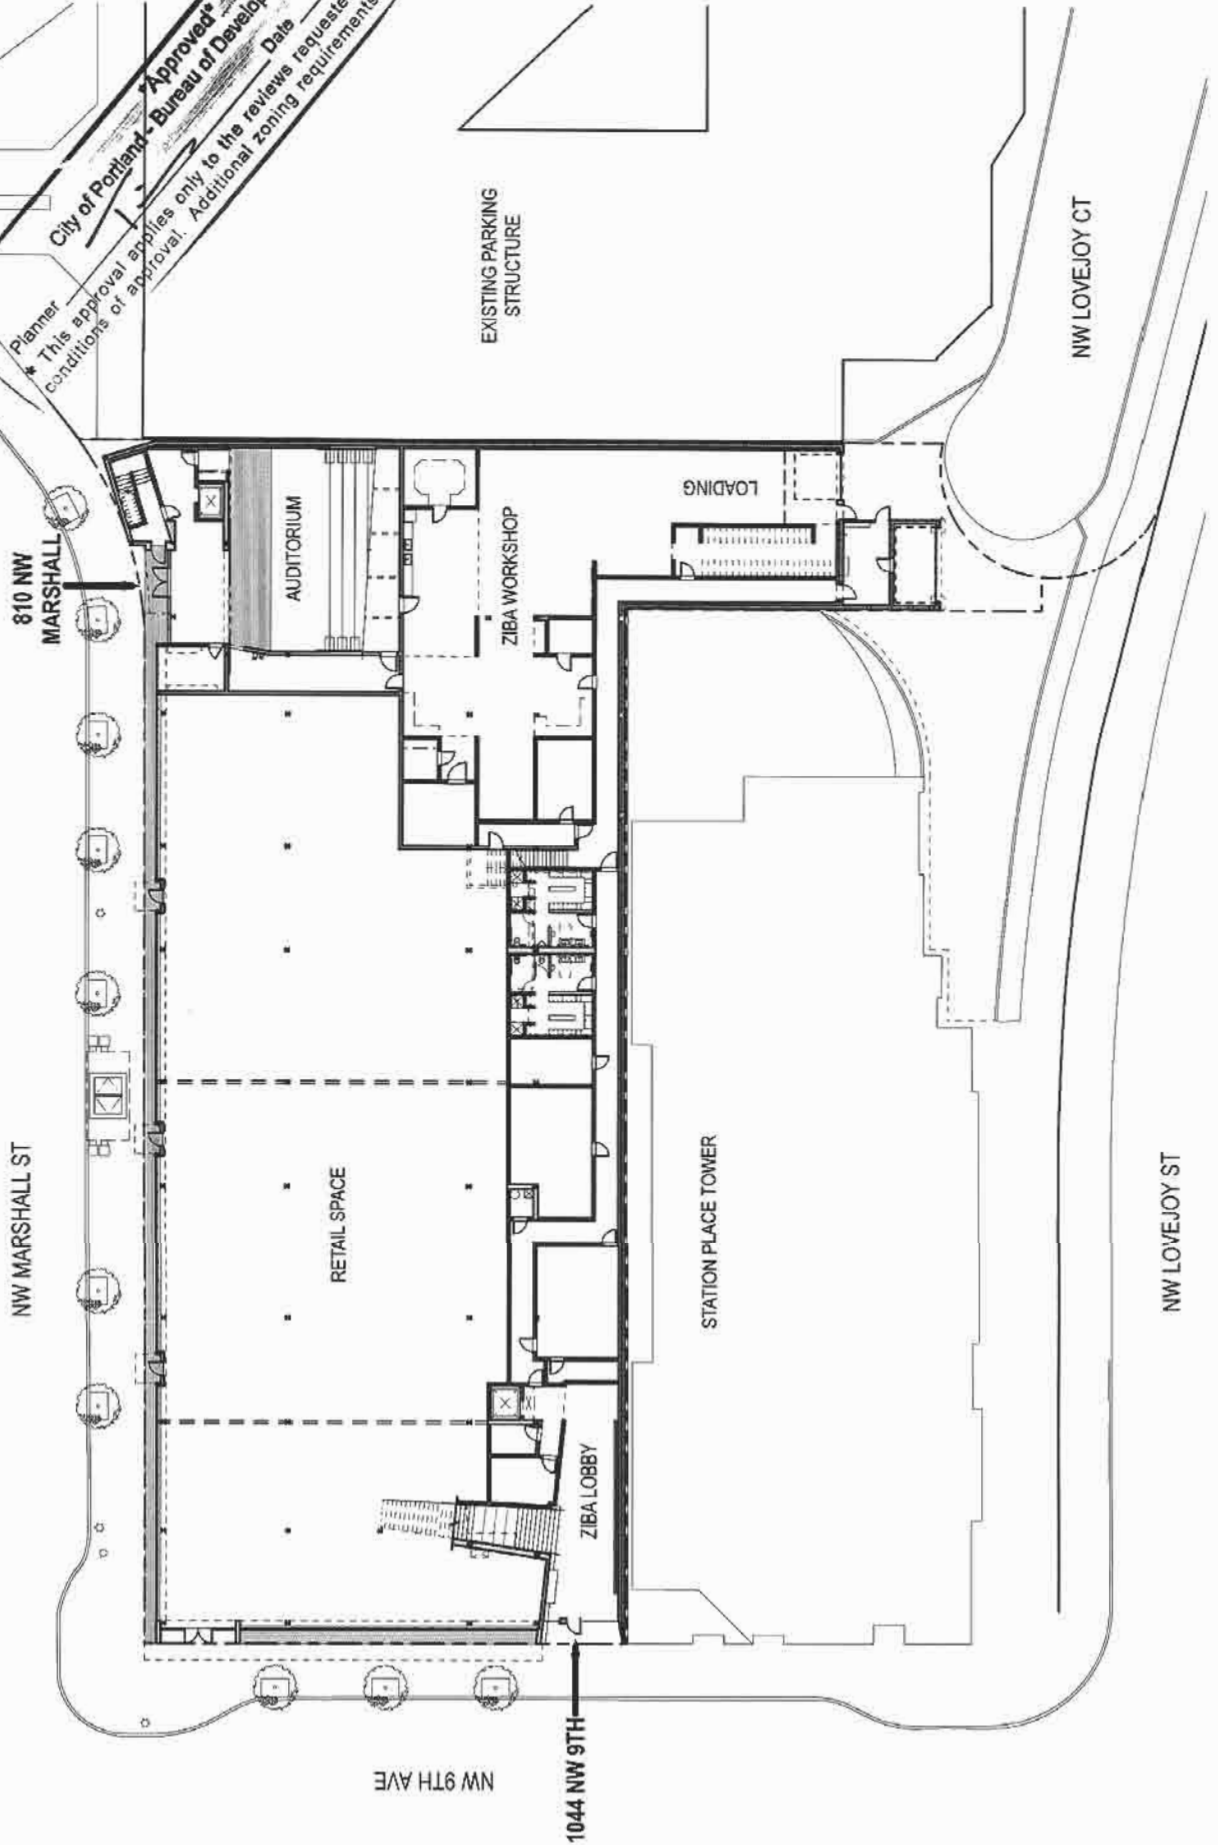 *Approved*
City of Portland - Bureau of Develop
Planner
Date
* This approval applies only to the reviews requeste
conditions of approval. Additional zoning requirements
810 NW
MARSHALL
NW MARSHALL ST
EXISTING PARKING
STRUCTURE
AUDITORIUM
ZIBA WORKSHOP
LOADING
NW LOVEJOY CT
RETAIL SPACE
STATION PLACE TOWER
ZIBA LOBBY
NW LOVEJOY ST
NW 9TH AVE
1044 NW 9TH